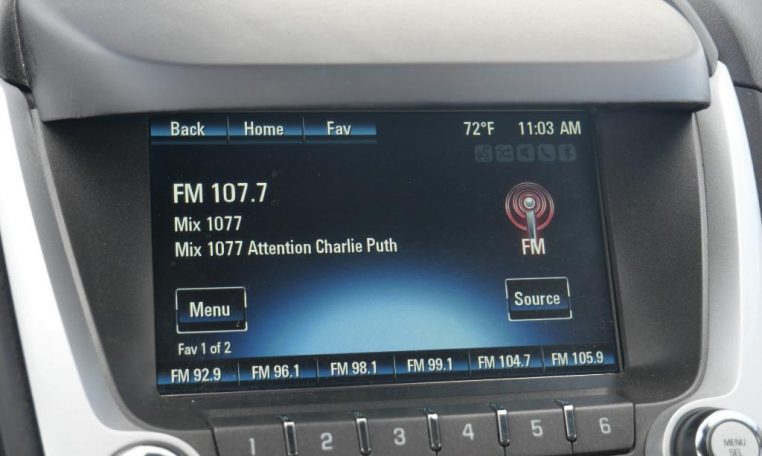 Back Home Fav 72°F 11:03 AM
FM 107.7
Mix 1077
Mix 1077 Attention Charlie Puth
FM
Menu Source
Fav 1 of 2
FM 92.9 FM 96.1 FM 98.1 FM 99.1 FM 104.7 FM 105.9
1 2 3 4 5 6
MENU
SEL